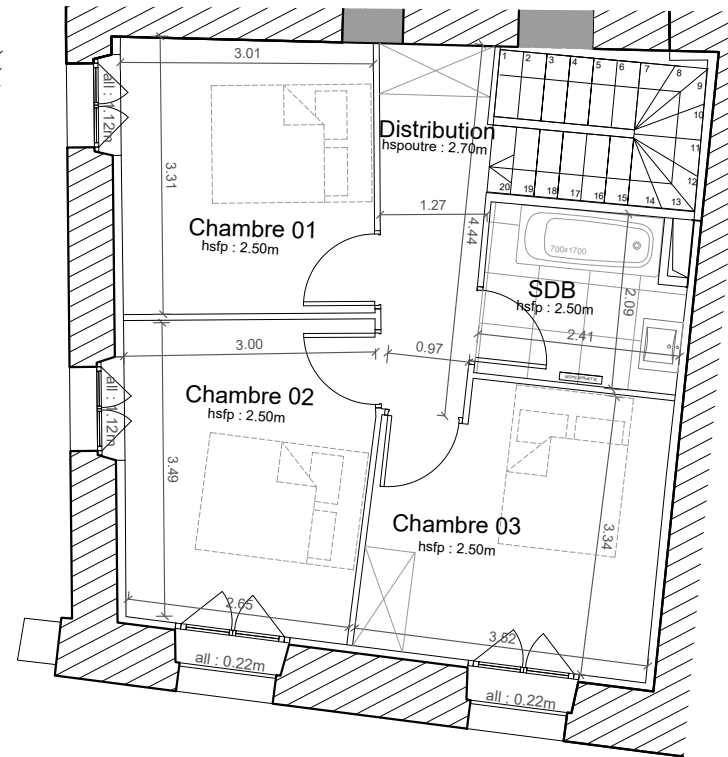 3.01
1
2
3
4
5
6
7
8
9
10
11
12
13
14
15
16
17
18
19
20
all : 1.12m
Distribution
hspoutre : 2.70m
3.31
1.27
4.44
Chambre 01
hsfp : 2.50m
700x1700
SDB
hsfp : 2.50m
2.09
2.41
3.00
0.97
all : 1.12m
Chambre 02
hsfp : 2.50m
3.49
Chambre 03
hsfp : 2.50m
3.34
2.65
3.52
all : 0.22m
all : 0.22m